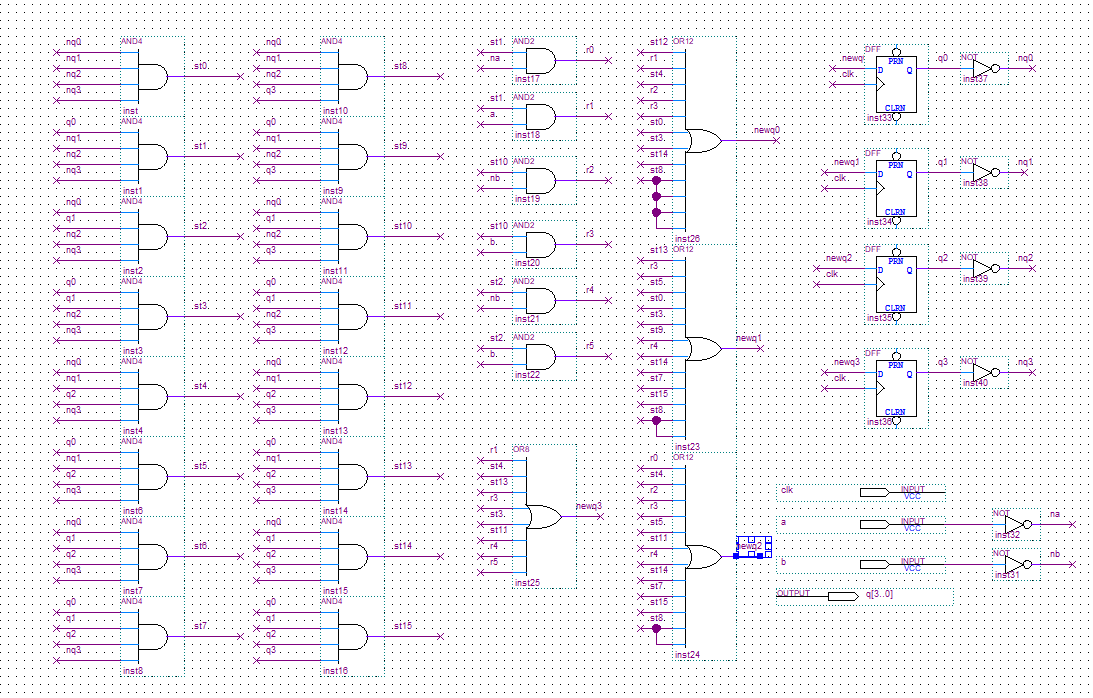 nq0 AND4
nq1
st0
nq2
nq3
inst
q0 AND4
nq1
st1
nq2
nq3
inst1
nq0 AND4
q1
st2
nq2
nq3
inst2
q0 AND4
q1
st3
nq2
nq3
inst3
nq0 AND4
nq1
st4
q2
nq3
inst4
q0 AND4
nq1
st5
q2
nq3
inst6
nq0 AND4
q1
st6
q2
nq3
inst7
q0 AND4
q1
st7
q2
nq3
inst8
nq0 AND4
nq1
st8
nq2
q3
inst10
q0 AND4
nq1
st9
nq2
q3
inst9
nq0 AND4
q1
st10
nq2
q3
inst11
q0 AND4
q1
st11
nq2
q3
inst12
nq0 AND4
nq1
st12
q2
q3
inst13
q0 AND4
nq1
st13
q2
q3
inst14
nq0 AND4
q1
st14
q2
q3
inst15
q0 AND4
q1
st15
q2
q3
inst16
st1 AND2
r0
na
inst17
st1 AND2
r1
a
inst18
st10 AND2
r2
nb
inst19
st10 AND2
r3
b
inst20
st2 AND2
r4
nb
inst21
st2 AND2
r5
b
inst22
r1 OR8
st4
st13
r3
newq3
st3
st11
r4
r5
inst25
st12 OR12
r1
st4
r2
r3
st0
newq0
st3
st14
st8
inst26
st13 OR12
r3
st5
st0
st3
st9
newq1
r4
st14
st7
st15
st8
inst23
r0 OR12
st4
r2
r3
st5
st11
newq2
r4
st14
st7
st15
st8
inst24
DFF
newq
PRN
D Q
q0
clk
CLRN
inst33
NOT
nq0
inst37
DFF
newq1
PRN
D Q
q1
clk
CLRN
inst34
NOT
nq1
inst38
DFF
newq2
PRN
D Q
q2
clk
CLRN
inst35
NOT
nq2
inst39
DFF
newq3
PRN
D Q
q3
clk
CLRN
inst36
NOT
nq3
inst40
clk INPUT
VCC
a INPUT
VCC
NOT
na
inst32
b INPUT
VCC
NOT
nb
inst31
OUTPUT q[3..0]